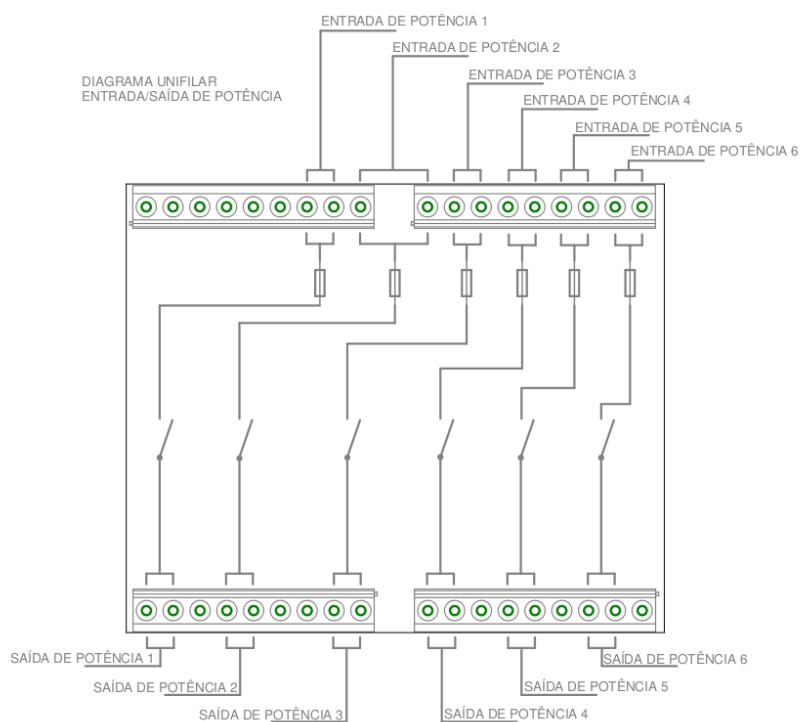 ENTRADA DE POTÊNCIA 1
ENTRADA DE POTÊNCIA 2
ENTRADA DE POTÊNCIA 3
DIAGRAMA UNIFILAR
ENTRADA/SAÍDA DE POTÊNCIA
ENTRADA DE POTÊNCIA 4
ENTRADA DE POTÊNCIA 5
ENTRADA DE POTÊNCIA 6
SAÍDA DE POTÊNCIA 1
SAÍDA DE POTÊNCIA 2
SAÍDA DE POTÊNCIA 3
SAÍDA DE POTÊNCIA 4
SAÍDA DE POTÊNCIA 5
SAÍDA DE POTÊNCIA 6